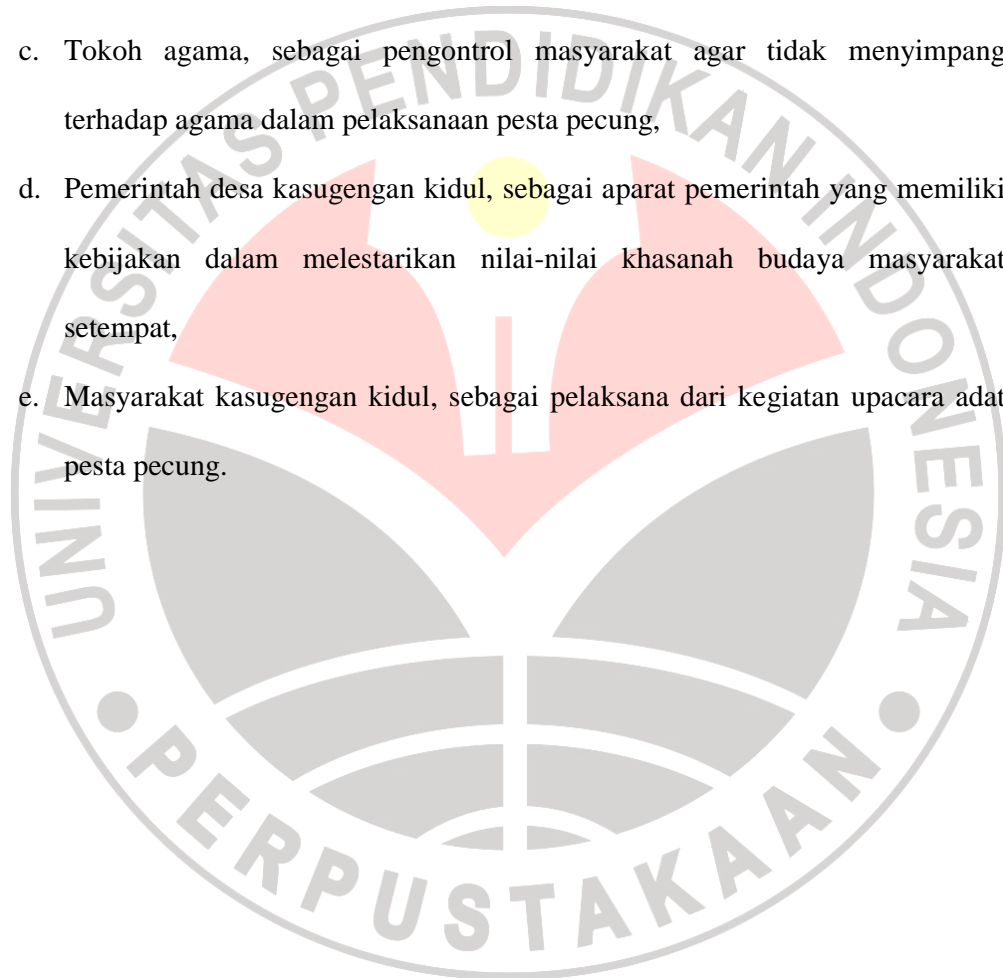 c. Tokoh agama, sebagai pengontrol masyarakat agar tidak menyimpang
terhadap agama dalam pelaksanaan pesta pecung,
d. Pemerintah desa kasugengan kidul, sebagai aparat pemerintah yang memiliki
kebijakan dalam melestarikan nilai-nilai khasanah budaya masyarakat
setempat,
e. Masyarakat kasugengan kidul, sebagai pelaksana dari kegiatan upacara adat
pesta pecung.
UNIVERSITAS PENDIDIKAN INDONESIA
PERPUSTAKAAN